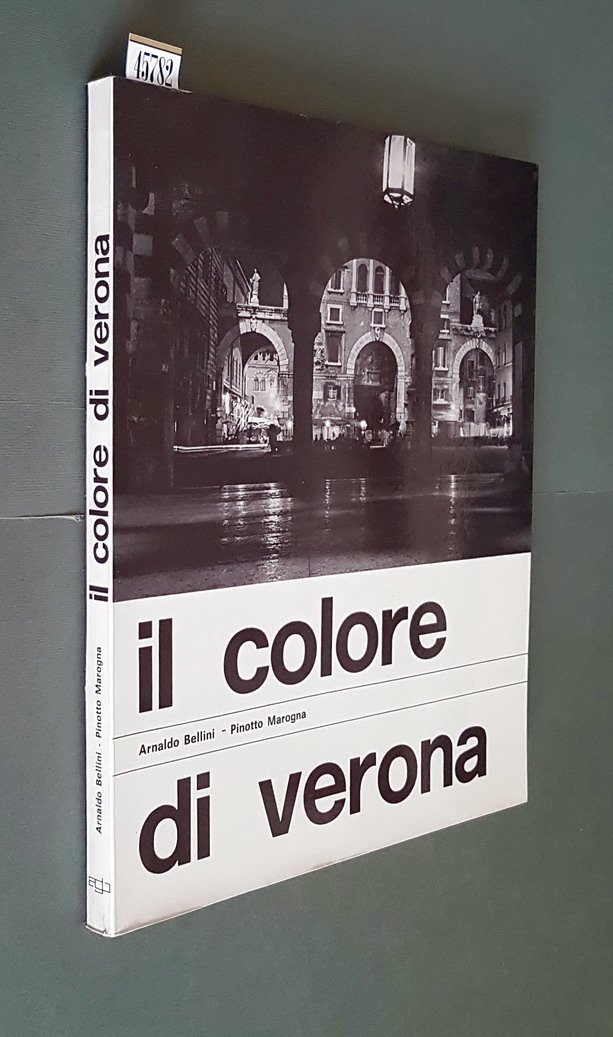 45782
il colore
Arnaldo Bellini - Pinotto Marogna
di verona
Arnaldo Bellini - Pinotto Marogna il colore di verona